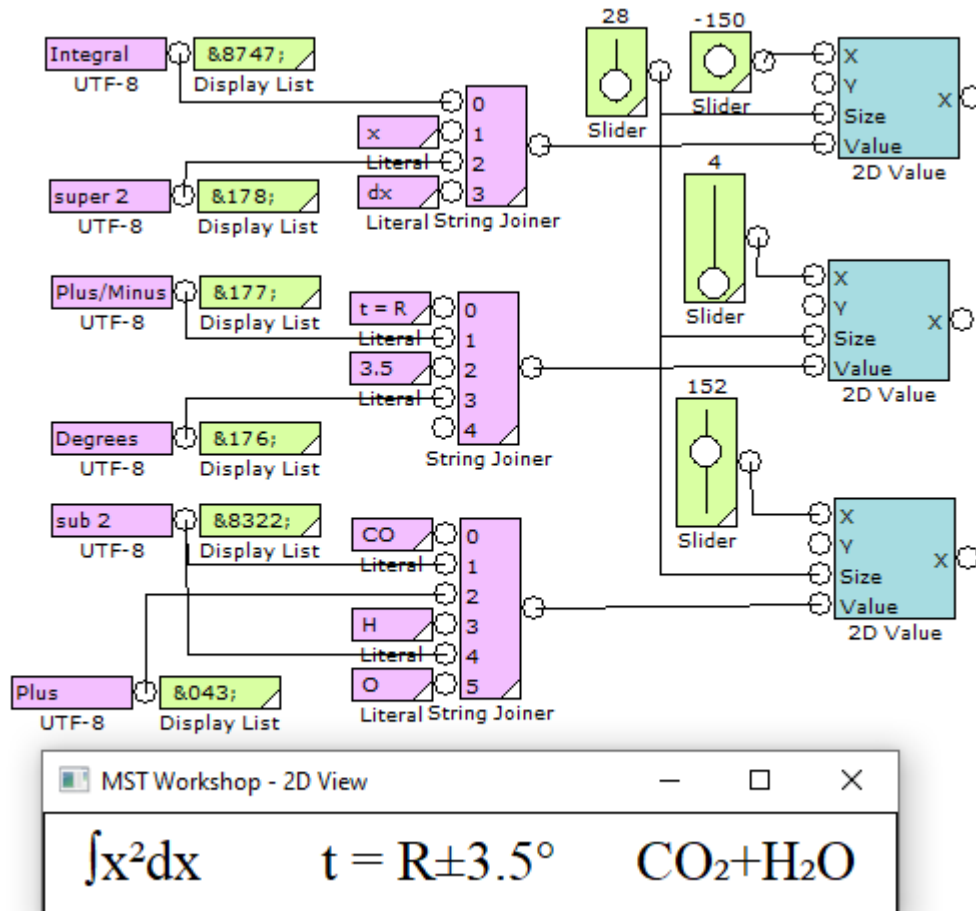 28 -150
Integral &8747; X
UTF-8 Display List Slider Slider Y X
0 Size
x 1 Value
Literal 2 2D Value
super 2 &178; dx 3 4
UTF-8 Display List Literal String Joiner
Plus/Minus &177; t = R 0 X
UTF-8 Display List Literal 1 Slider Y X
3.5 2 Size
Literal 3 Value
4 152 2D Value
Degrees &176; String Joiner
UTF-8 Display List
sub 2 &8322; CO 0 X
UTF-8 Display List Literal 1 Slider Y X
2 Size
H 3 Value
Literal 4 2D Value
Plus &043; O 5
UTF-8 Display List Literal String Joiner
MST Workshop - 2D View
∫x²dx t = R±3.5° CO₂+H₂O